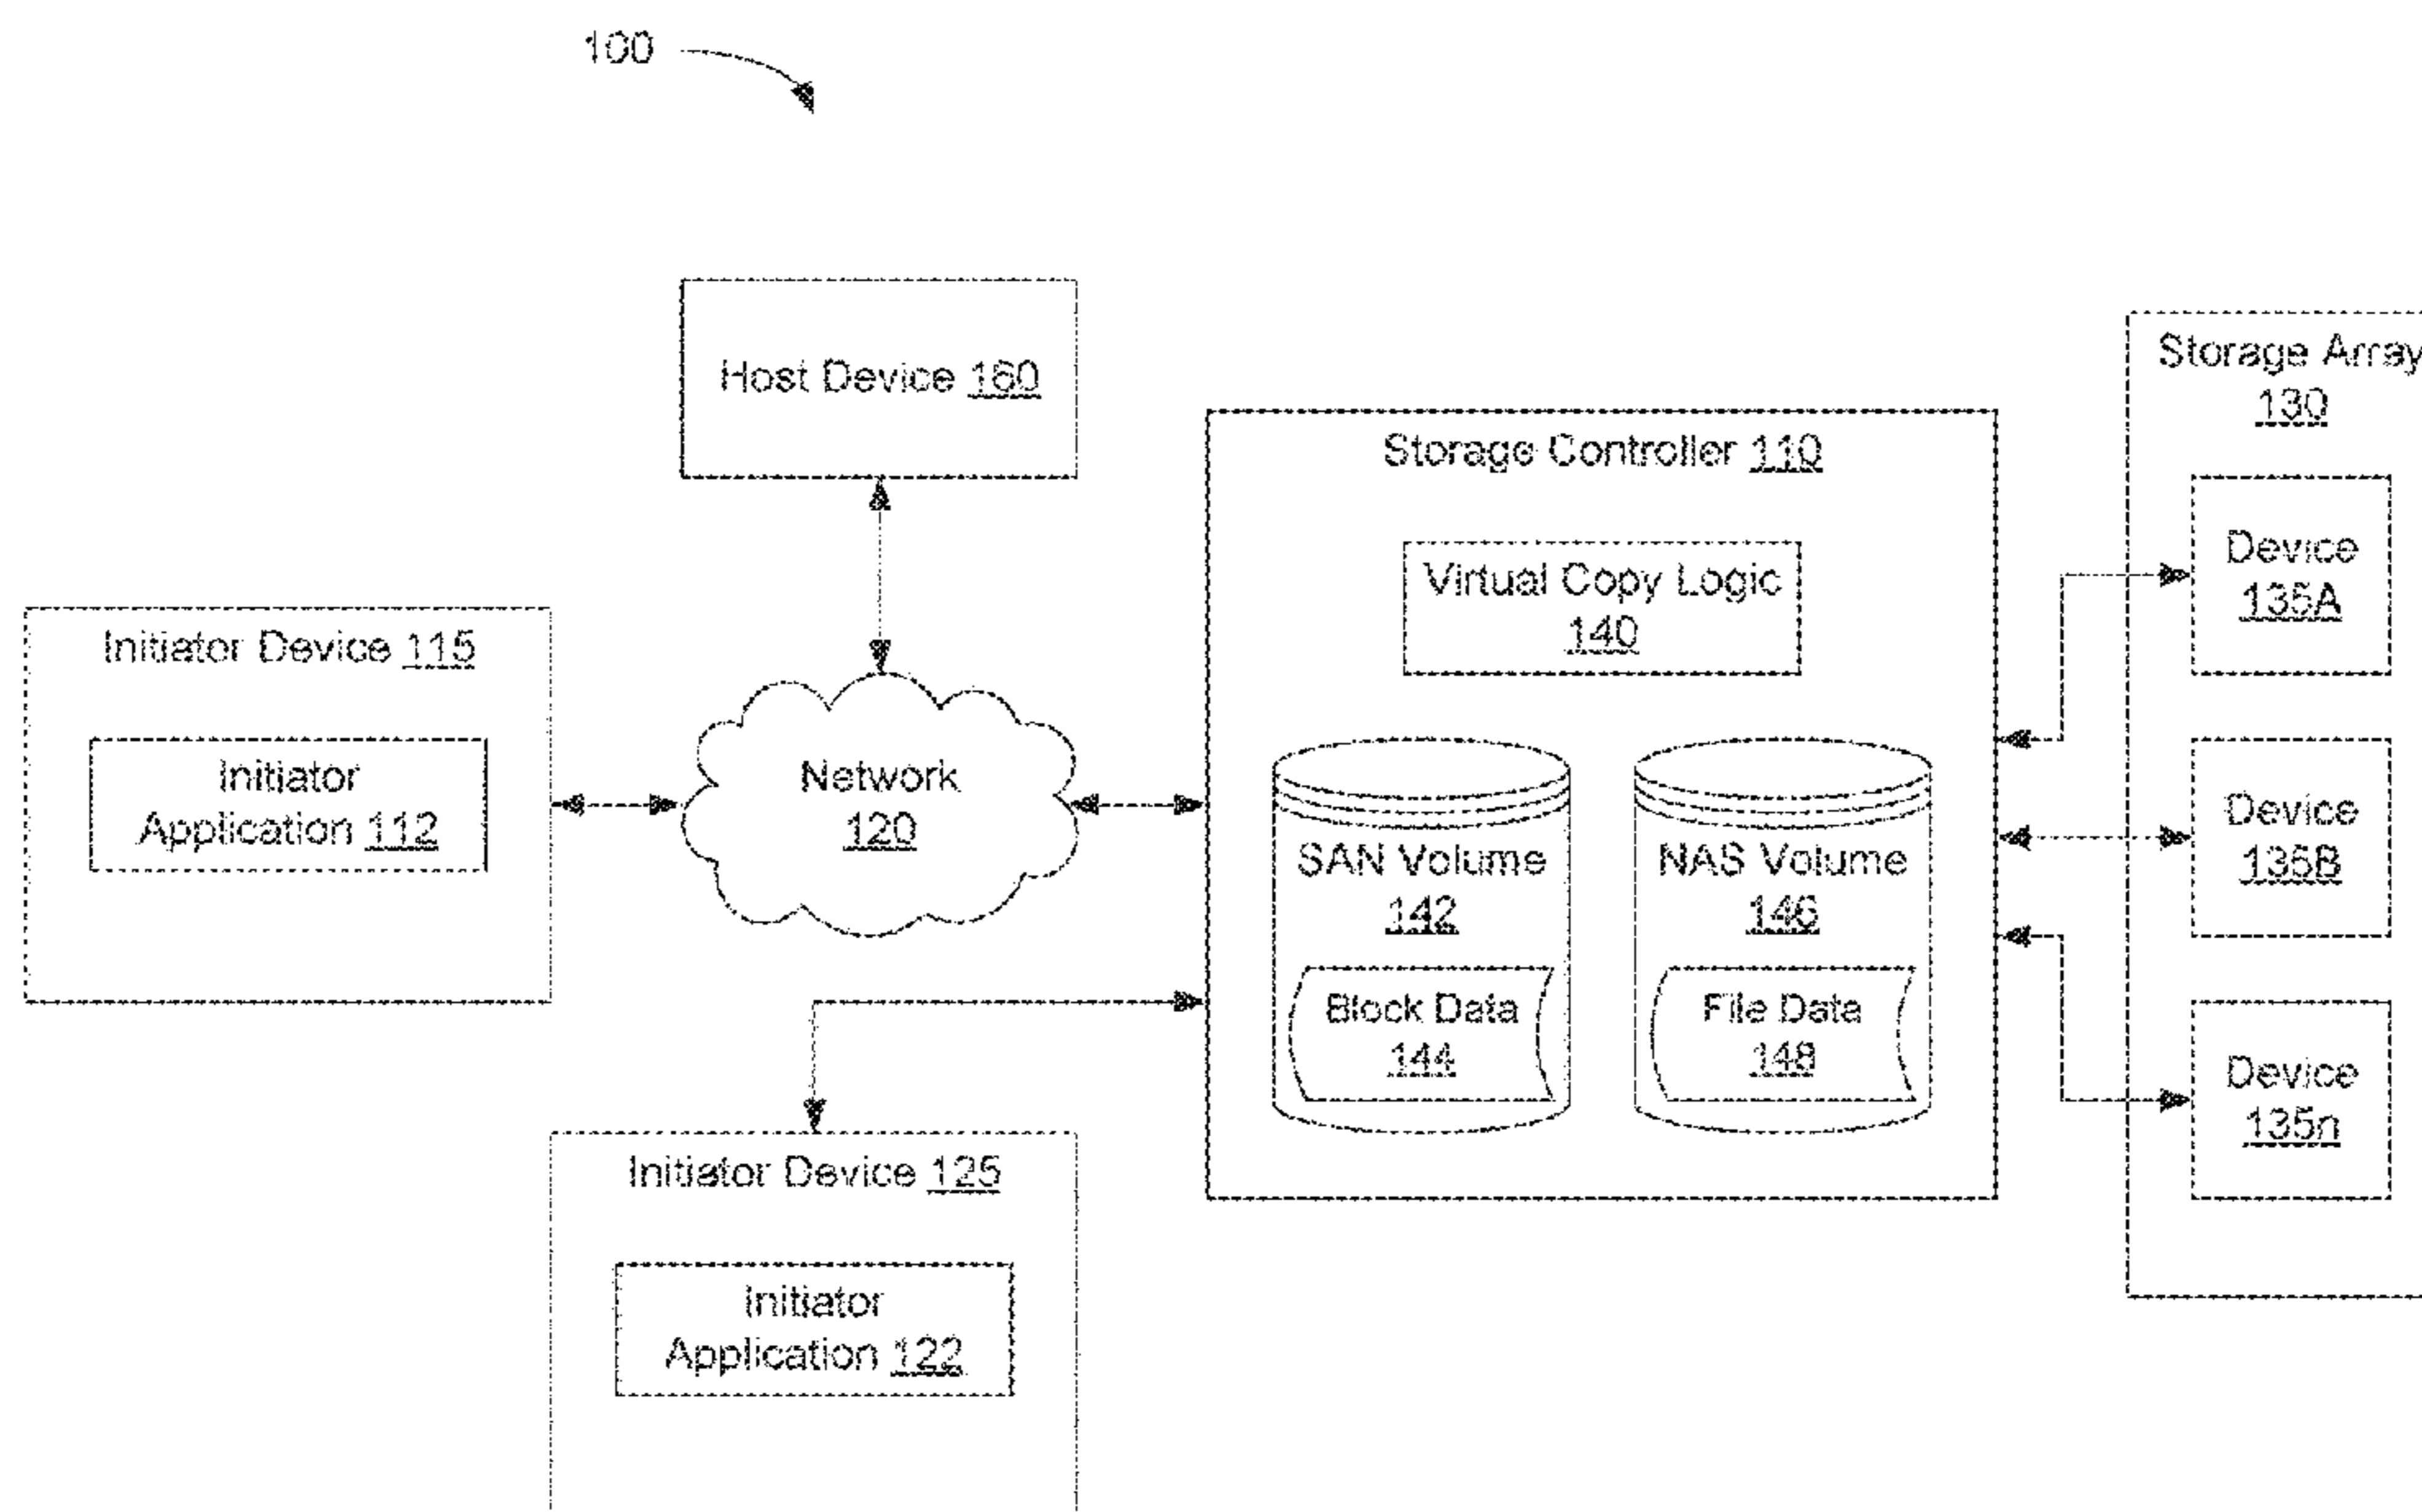 100
Host Device 160
Storage Array
130
Storage Controller 110
Device
135A
Virtual Copy Logic
140
Initiator Device 115
Initiator
Application 112
Network
120
Device
135B
SAN Volume
142
NAS Volume
146
Block Data
144
File Data
148
Device
135n
Initiator Device 125
Initiator
Application 122